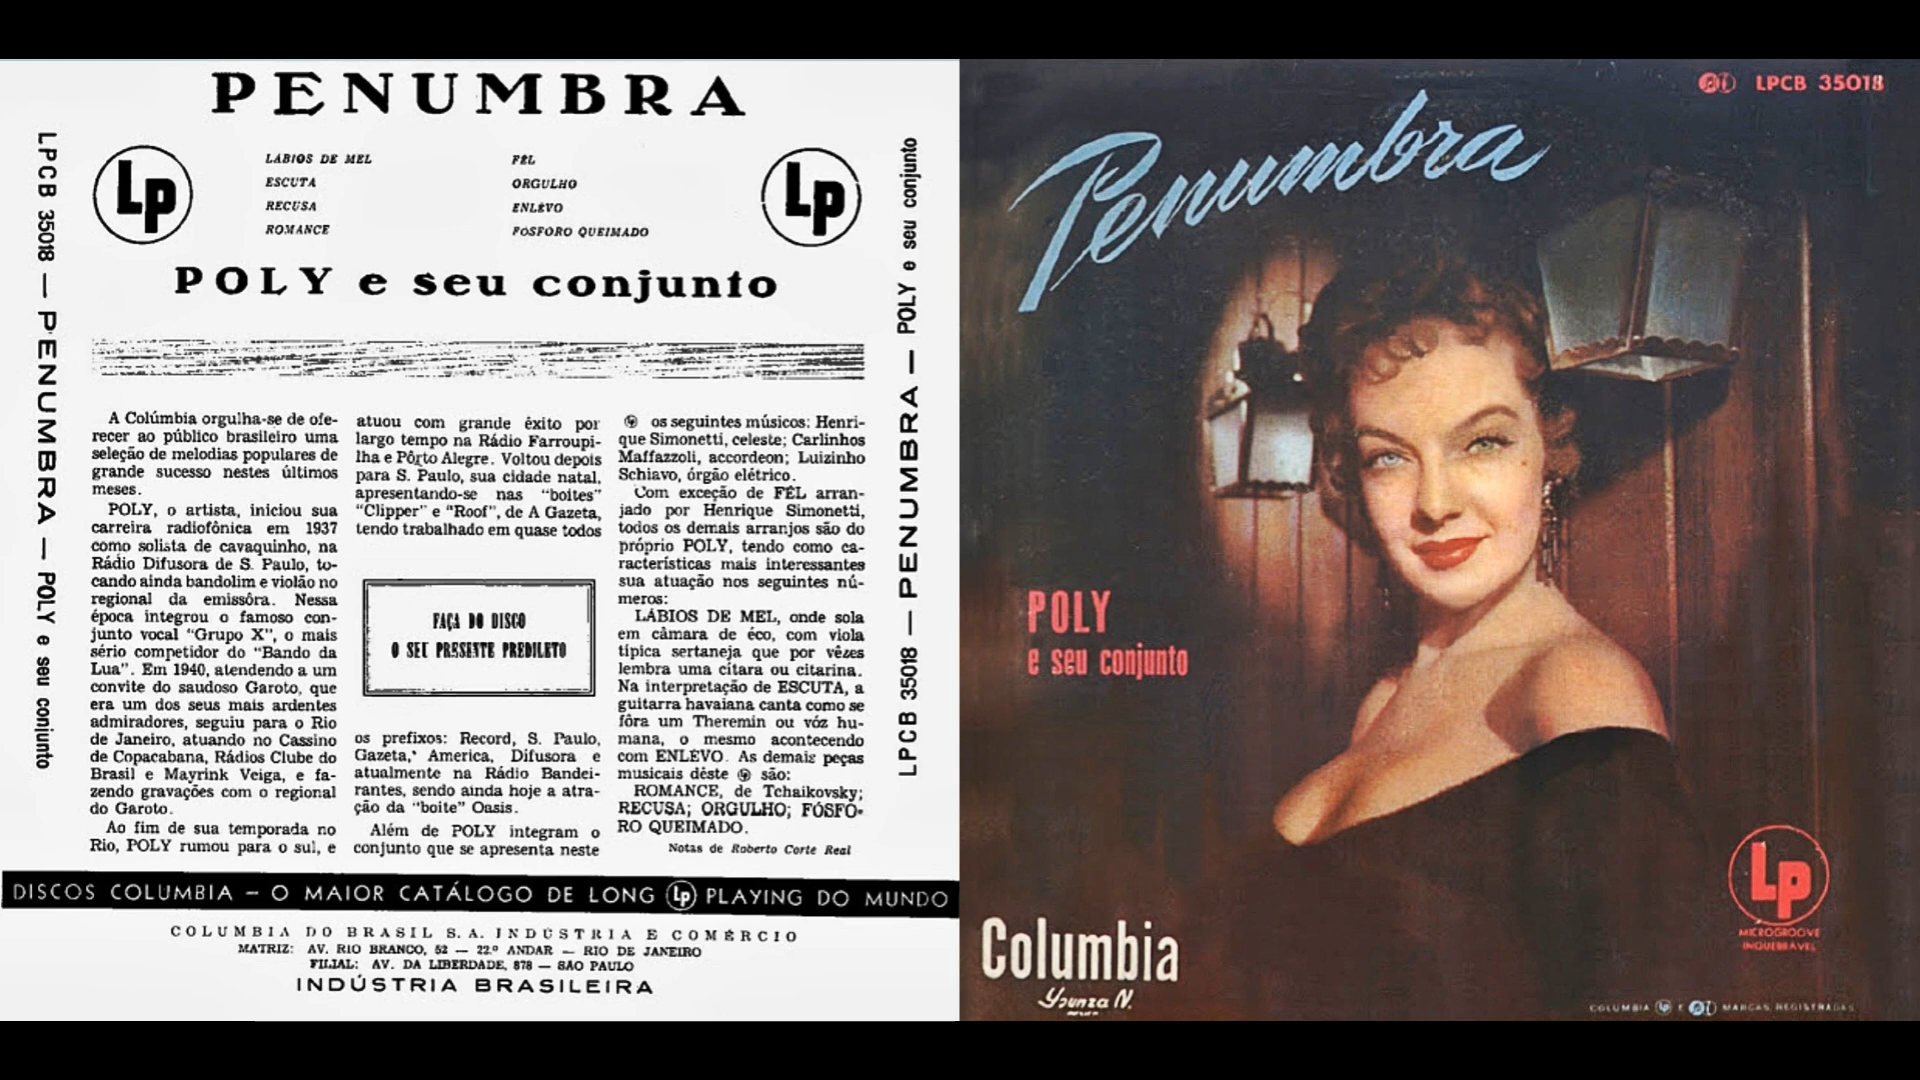 PENUMBRA
LPCB 35018 — PENUMBRA — POLY e seu conjunto
Lp
LABIOS DE MEL
ESCUTA
RECUSA
ROMANCE
FÉL
ORGULHO
ENLÊVO
FOSFORO QUEIMADO
Lp
POLY e seu conjunto
A Colúmbia orgulha-se de ofe-
recer ao público brasileiro uma
seleção de melodias populares de
grande sucesso nestes últimos
meses.
POLY, o artista, iniciou sua
carreira radiofônica em 1937
como solista de cavaquinho, na
Rádio Difusora de S. Paulo, to-
cando ainda bandolim e violão no
regional da emissôra. Nessa
época integrou o famoso con-
junto vocal "Grupo X", o mais
sério competidor do "Bando da
Lua". Em 1940, atendendo a um
convite do saudoso Garoto, que
era um dos seus mais ardentes
admiradores, seguiu para o Rio
de Janeiro, atuando no Cassino
de Copacabana, Rádios Clube do
Brasil e Mayrink Veiga, e fa-
zendo gravações com o regional
do Garoto.
Ao fim de sua temporada no
Rio, POLY rumou para o sul, e
atuou com grande êxito por
largo tempo na Rádio Farroupi-
lha e Pôrto Alegre. Voltou depois
para S. Paulo, sua cidade natal,
apresentando-se nas "boites"
"Clipper" e "Roof", de A Gazeta,
tendo trabalhado em quase todos
FAÇA DO DISCO
O SEU PRESENTE PREDILETO
os prefixos: Record, S. Paulo,
Gazeta, America, Difusora e
atualmente na Rádio Bandei-
rantes, sendo ainda hoje a atra-
ção da "boite" Oasis.
Além de POLY integram o
conjunto que se apresenta neste
Lp os seguintes músicos: Henri-
que Simonetti, celeste; Carlinhos
Maffazzoli, accordeon; Luizinho
Schiavo, órgão elétrico.
Com exceção de FÉL arran-
jado por Henrique Simonetti,
todos os demais arranjos são do
próprio POLY, tendo como ca-
racterísticas mais interessantes
sua atuação nos seguintes nú-
meros:
LÁBIOS DE MEL, onde sola
em câmara de éco, com viola
típica sertaneja que por vêzes
lembra uma cítara ou citarina.
Na interpretação de ESCUTA, a
guitarra havaiana canta como se
fôra um Theremin ou vóz hu-
mana, o mesmo acontecendo
com ENLÊVO. As demais peças
musicais dêste Lp são:
ROMANCE, de Tchaikovsky;
RECUSA; ORGULHO; FÓSFO-
RO QUEIMADO.
Notas de Roberto Corte Real
LPCB 35018 — PENUMBRA — POLY e seu conjunto
DISCOS COLUMBIA — O MAIOR CATÁLOGO DE LONG Lp PLAYING DO MUNDO
COLUMBIA DO BRASIL S.A. INDÚSTRIA E COMÉRCIO
MATRIZ: AV. RIO BRANCO, 52 — 22.º ANDAR — RIO DE JANEIRO
FILIAL: AV. DA LIBERDADE, 878 — SAO PAULO
INDÚSTRIA BRASILEIRA
LPCB 35018
Penumbra
POLY
e seu conjunto
Lp
MICROGROOVE
INQUEBRÁVEL
Columbia
COLUMBIA Lp E MARCAS REGISTRADAS